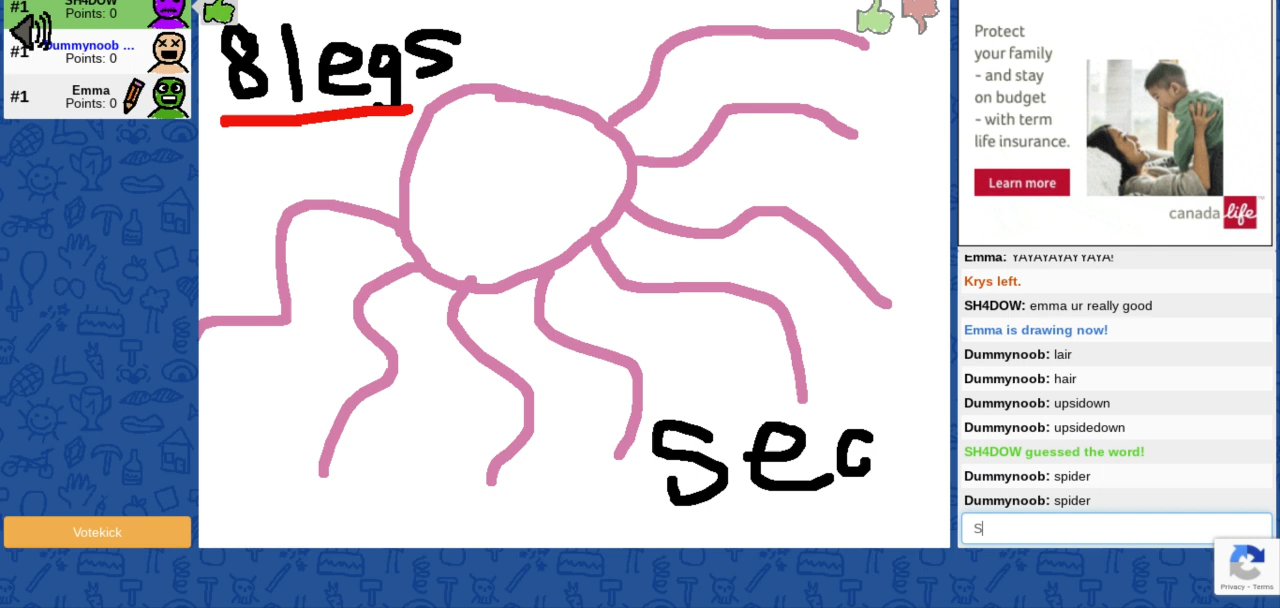 #1
SH4DOW
Points: 0
#1
Dummynoob ...
Points: 0
#1
Emma
Points: 0
Votekick
8 legs
sec
Protect
your family
- and stay
on budget
- with term
life insurance.
Learn more
canada life
Emma: YAYAYAYAYYAYA!
Krys left.
SH4DOW: emma ur really good
Emma is drawing now!
Dummynoob: lair
Dummynoob: hair
Dummynoob: upsidown
Dummynoob: upsidedown
SH4DOW guessed the word!
Dummynoob: spider
Dummynoob: spider
S
Privacy - Terms